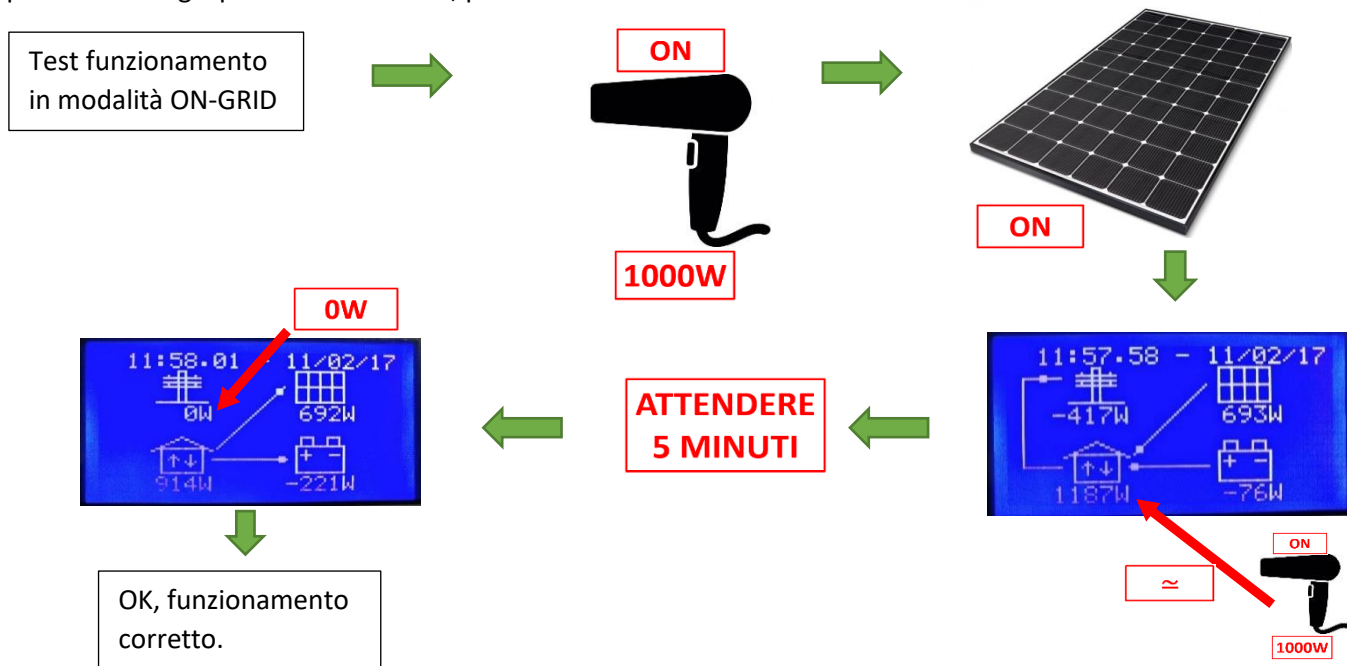 Test funzionamento
in modalità ON-GRID
ON
1000W
ON
11:57.58 - 11/02/17
-417W
693W
1187W
-76W
≃
ON
1000W
ATTENDERE
5 MINUTI
0W
11:58.01 - 11/02/17
0W
692W
914W
-221W
OK, funzionamento
corretto.